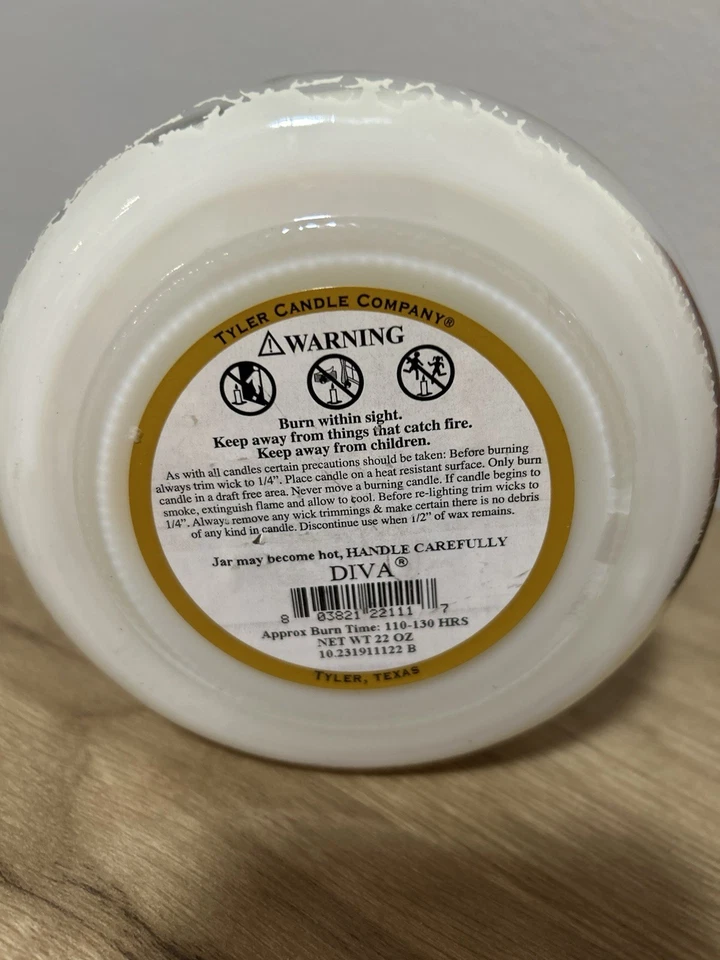 TYLER CANDLE COMPANY®
WARNING
Burn within sight.
Keep away from things that catch fire.
Keep away from children.
As with all candles certain precautions should be taken: Before burning
always trim wick to 1/4". Place candle on a heat resistant surface. Only burn
candle in a draft free area. Never move a burning candle. If candle begins to
smoke, extinguish flame and allow to cool. Before re-lighting trim wicks to
1/4". Always remove any wick trimmings & make certain there is no debris
of any kind in candle. Discontinue use when 1/2" of wax remains.
Jar may become hot, HANDLE CAREFULLY
DIVA®
8 03821 22111 7
Approx Burn Time: 110-130 HRS
NET WT 22 OZ
10.231911122 B
TYLER, TEXAS